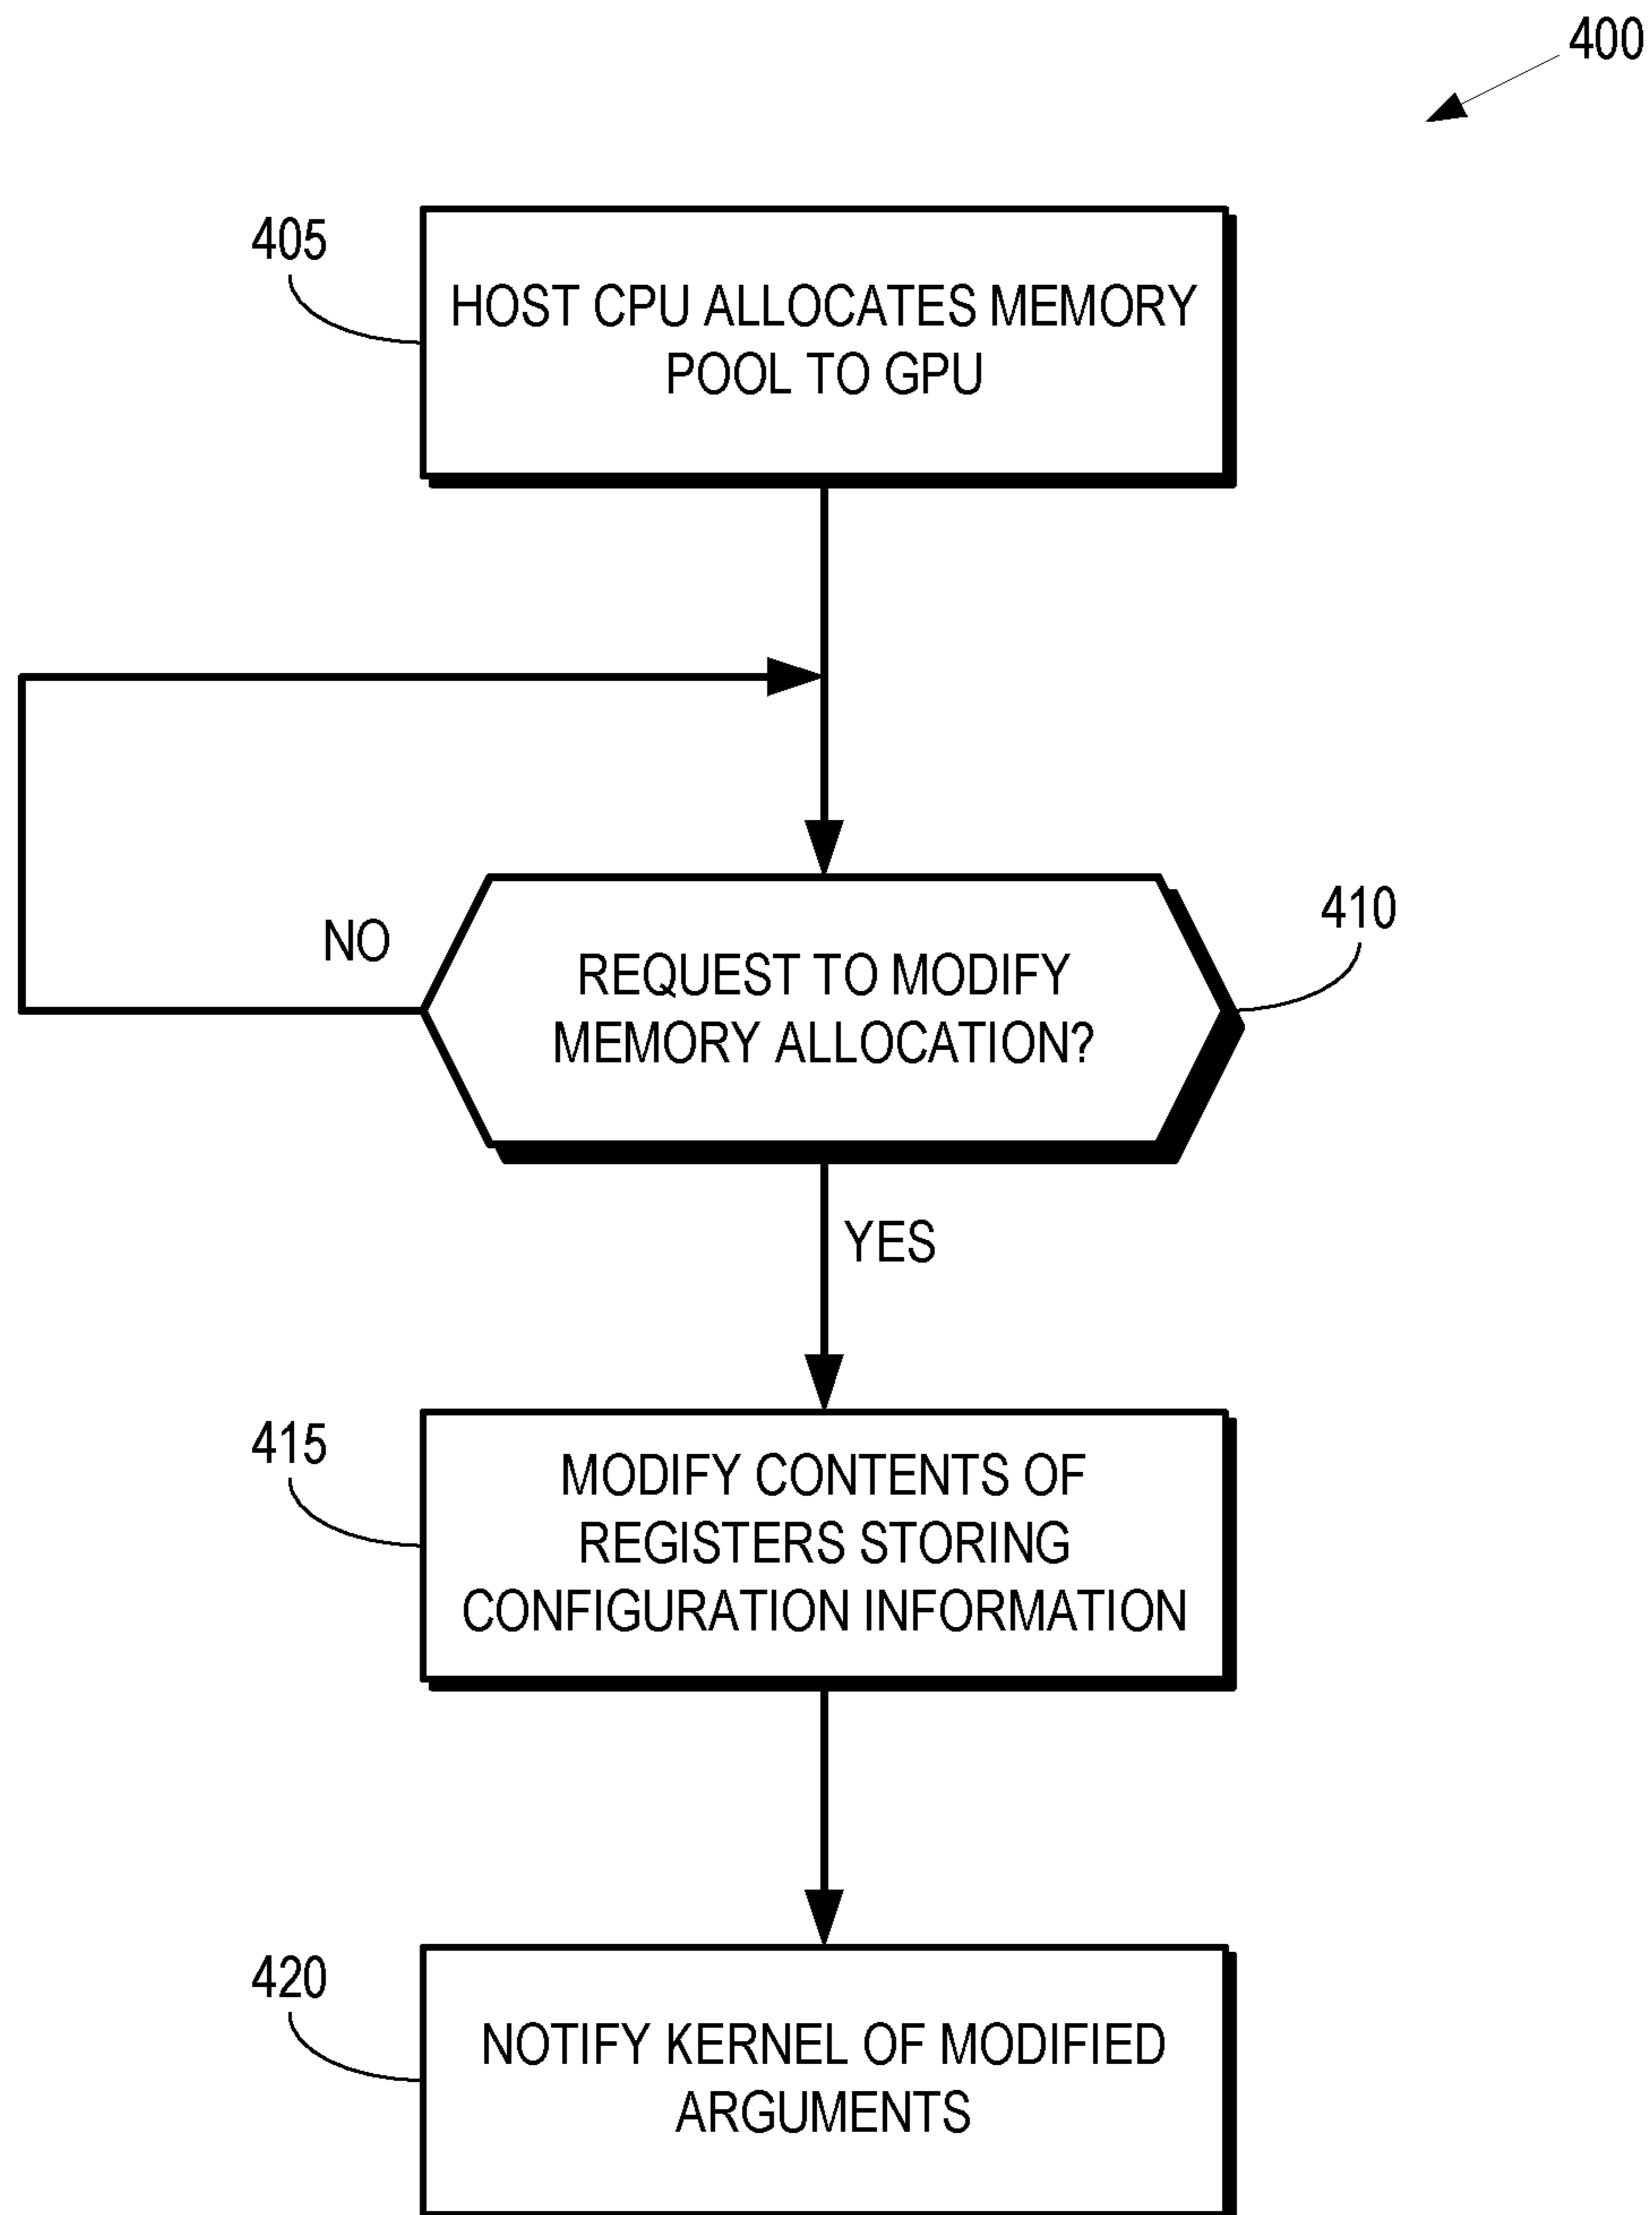 400
405
HOST CPU ALLOCATES MEMORY
POOL TO GPU
NO
410
REQUEST TO MODIFY
MEMORY ALLOCATION?
YES
415
MODIFY CONTENTS OF
REGISTERS STORING
CONFIGURATION INFORMATION
420
NOTIFY KERNEL OF MODIFIED
ARGUMENTS